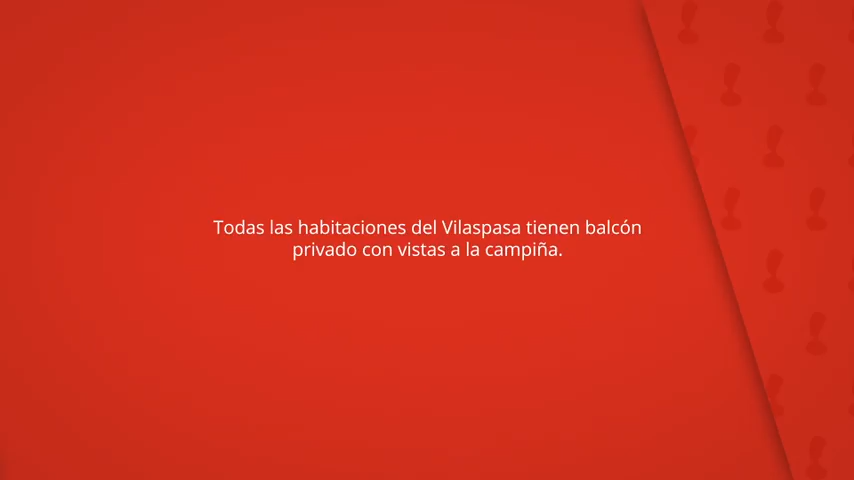 Todas las habitaciones del Vilaspasa tienen balcón
privado con vistas a la campiña.